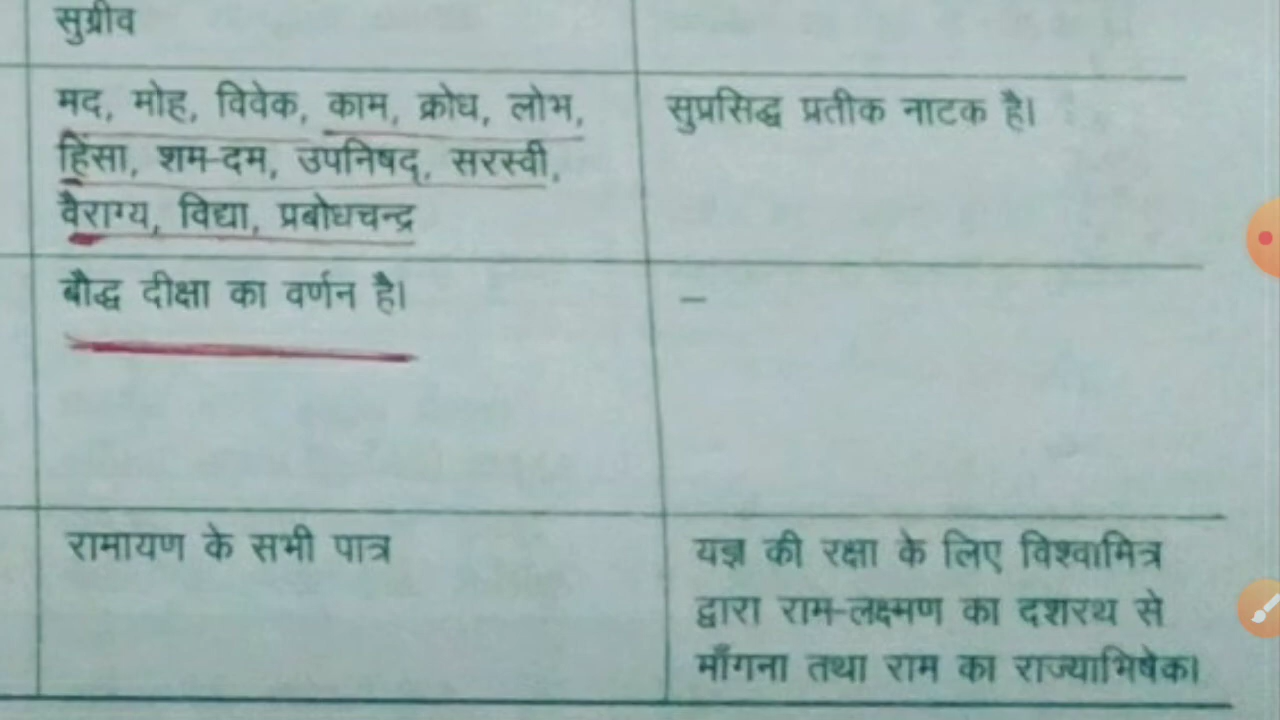 सुग्रीव
मद, मोह, विवेक, काम, क्रोध, लोभ,
हिंसा, शम-दम, उपनिषद्, सरस्वी,
वैराग्य, विद्या, प्रबोधचन्द्र
सुप्रसिद्ध प्रतीक नाटक है।
बौद्ध दीक्षा का वर्णन है।
–
रामायण के सभी पात्र
यज्ञ की रक्षा के लिए विश्वामित्र
द्वारा राम-लक्ष्मण का दशरथ से
माँगना तथा राम का राज्याभिषेक।